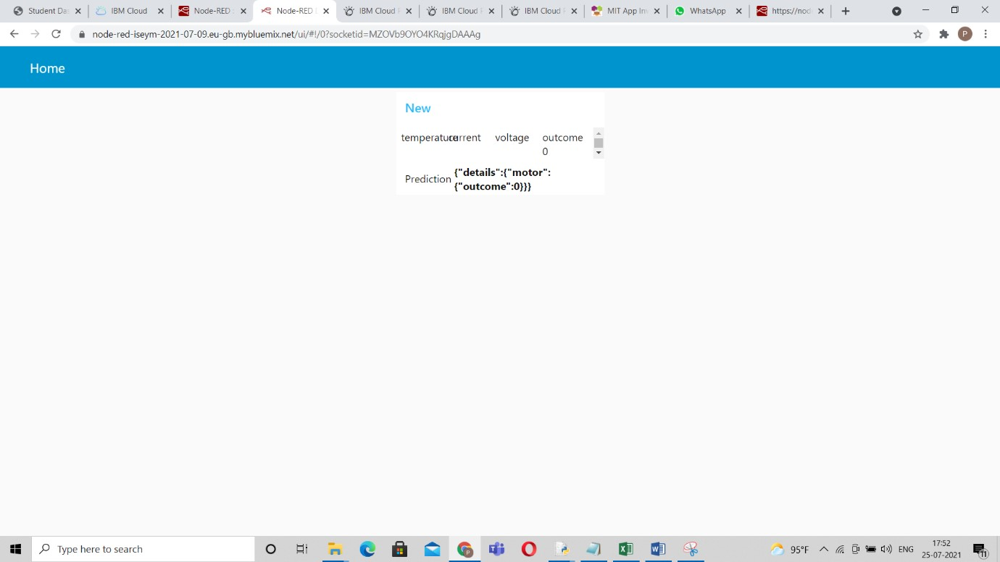 Student Da
IBM Cloud
Node-RED :
Node-RED
IBM Cloud F
IBM Cloud F
IBM Cloud F
MIT App Inv
WhatsApp
https://node
node-red-iseym-2021-07-09.eu-gb.mybluemix.net/ui/#!/0?socketid=MZOVb9OYO4KRqjgDAAAg
P
Home
New
temperature current voltage outcome
0
Prediction
{"details":{"motor":
{"outcome":0}}}
Type here to search
95°F
ENG
17:52
25-07-2021
11